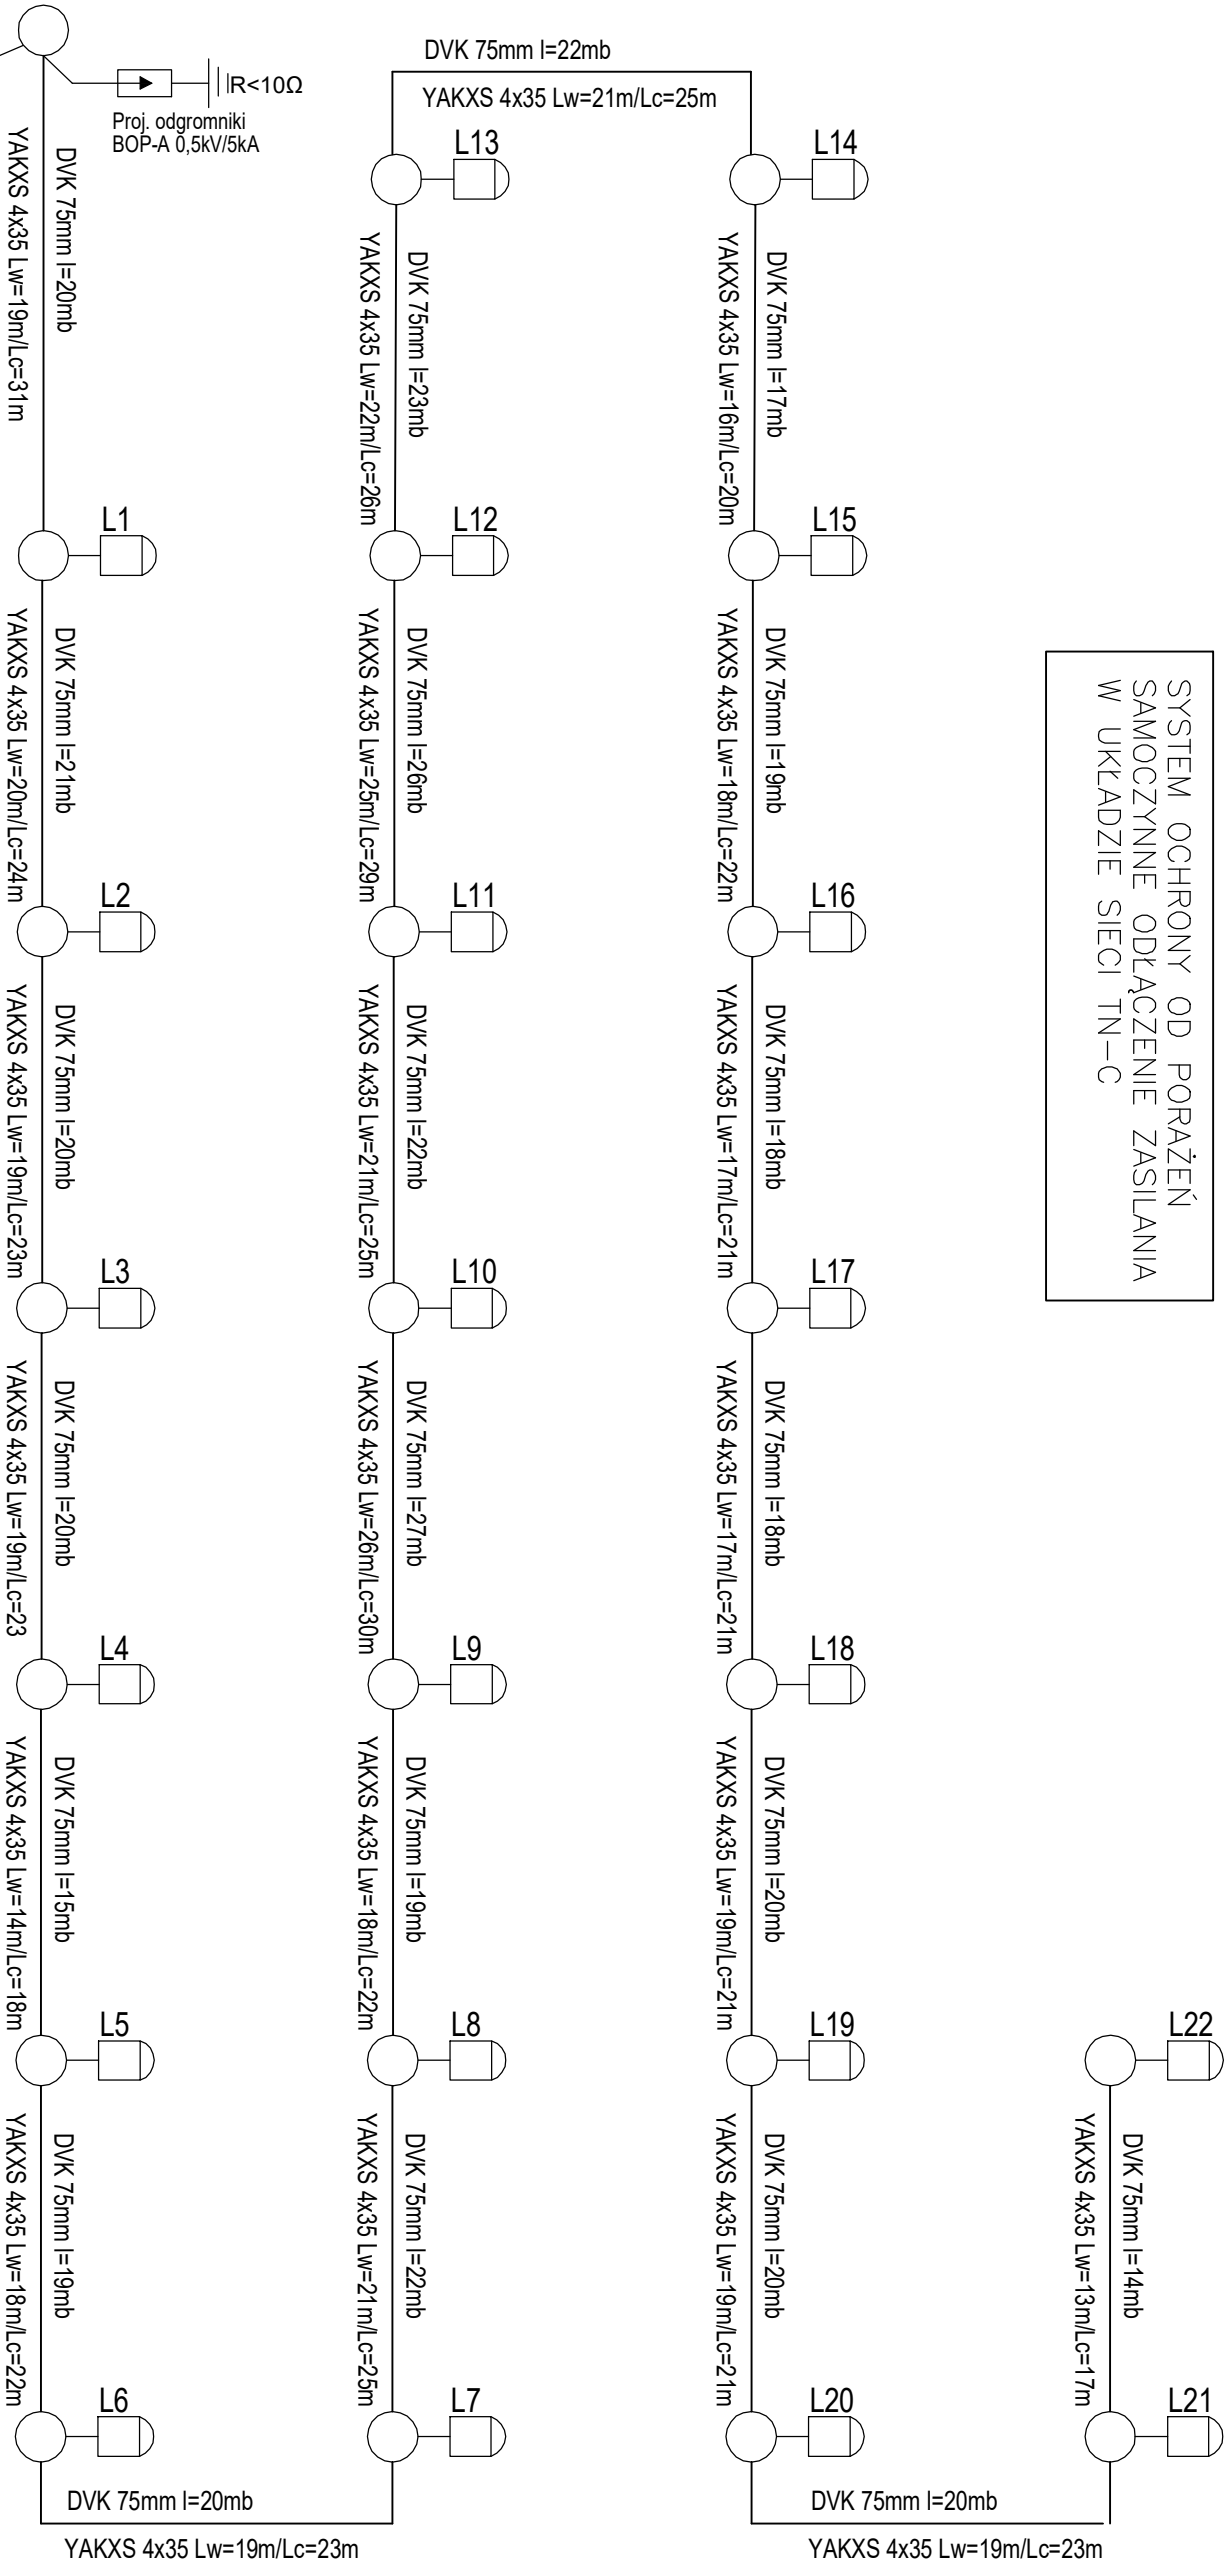 R<10Ω
Proj. odgromniki
BOP-A 0,5kV/5kA
DVK 75mm l=20mb
YAKXS 4x35 Lw=19m/Lc=31m
L1
DVK 75mm l=21mb
YAKXS 4x35 Lw=20m/Lc=24m
L2
DVK 75mm l=20mb
YAKXS 4x35 Lw=19m/Lc=23m
L3
DVK 75mm l=20mb
YAKXS 4x35 Lw=19m/Lc=23
L4
DVK 75mm l=15mb
YAKXS 4x35 Lw=14m/Lc=18m
L5
DVK 75mm l=19mb
YAKXS 4x35 Lw=18m/Lc=22m
L6
DVK 75mm l=20mb
YAKXS 4x35 Lw=19m/Lc=23m
L7
DVK 75mm l=22mb
YAKXS 4x35 Lw=21m/Lc=25m
L8
DVK 75mm l=19mb
YAKXS 4x35 Lw=18m/Lc=22m
L9
DVK 75mm l=27mb
YAKXS 4x35 Lw=26m/Lc=30m
L10
DVK 75mm l=22mb
YAKXS 4x35 Lw=21m/Lc=25m
L11
DVK 75mm l=26mb
YAKXS 4x35 Lw=25m/Lc=29m
L12
DVK 75mm l=23mb
YAKXS 4x35 Lw=22m/Lc=26m
L13
DVK 75mm l=22mb
YAKXS 4x35 Lw=21m/Lc=25m
L14
DVK 75mm l=17mb
YAKXS 4x35 Lw=16m/Lc=20m
L15
DVK 75mm l=19mb
YAKXS 4x35 Lw=18m/Lc=22m
L16
DVK 75mm l=18mb
YAKXS 4x35 Lw=17m/Lc=21m
L17
DVK 75mm l=18mb
YAKXS 4x35 Lw=17m/Lc=21m
L18
DVK 75mm l=20mb
YAKXS 4x35 Lw=19m/Lc=21m
L19
DVK 75mm l=20mb
YAKXS 4x35 Lw=19m/Lc=21m
L20
DVK 75mm l=20mb
YAKXS 4x35 Lw=19m/Lc=23m
L21
DVK 75mm l=14mb
YAKXS 4x35 Lw=13m/Lc=17m
L22
SYSTEM OCHRONY OD PORAŻEŃ
SAMOCZYNNE ODŁĄCZENIE ZASILANIA
W UKŁADZIE SIECI TN-C